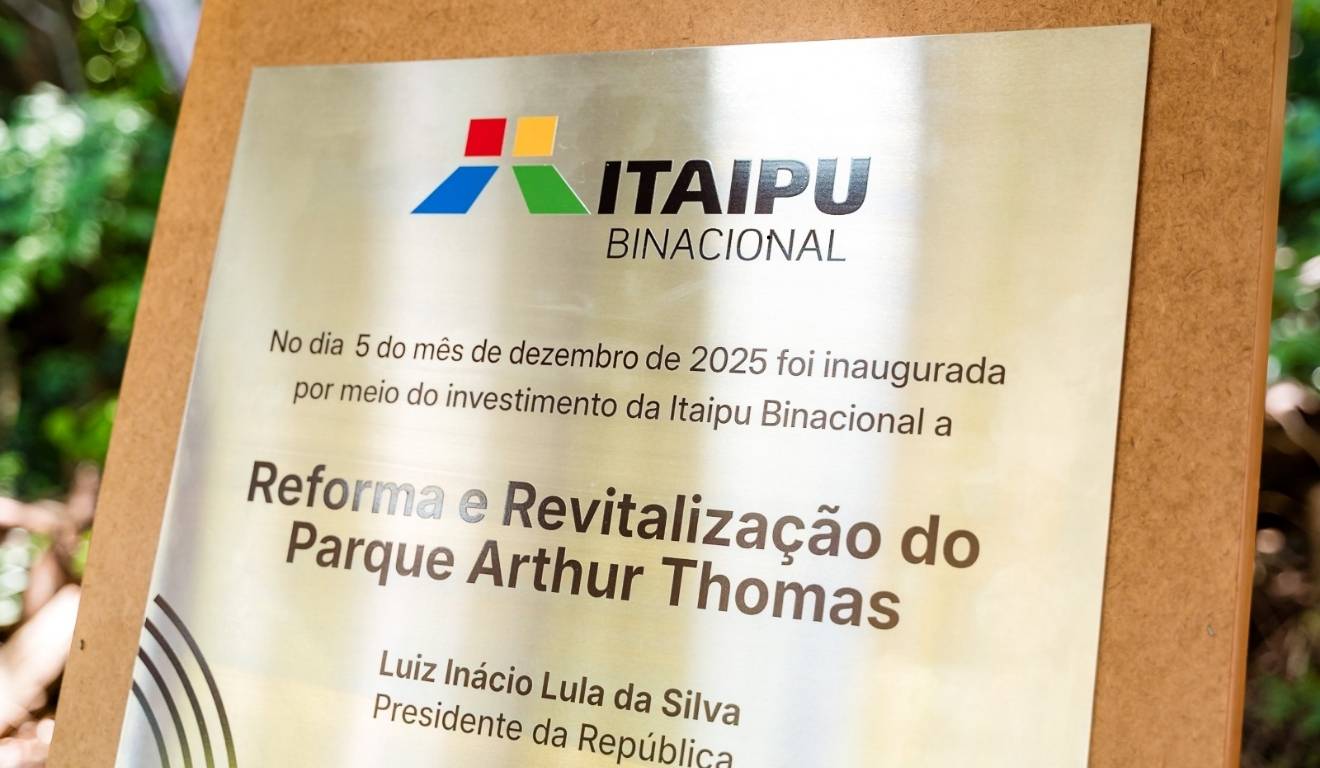 ITAIPU
BINACIONAL
No dia 5 do mês de dezembro de 2025 foi inaugurada
por meio do investimento da Itaipu Binacional a
Reforma e Revitalização do
Parque Arthur Thomas
Luiz Inácio Lula da Silva
Presidente da República